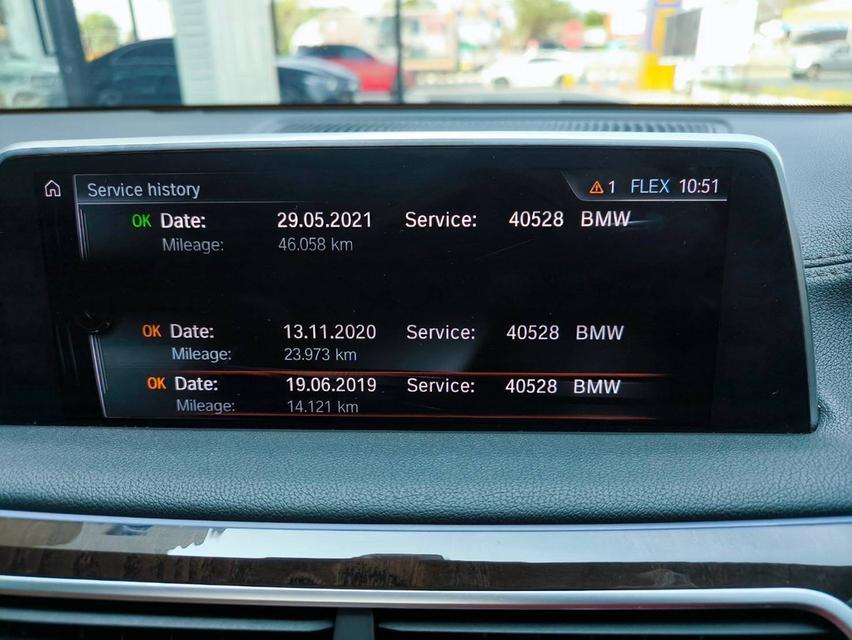 Service history
1 FLEX 10:51
OK Date: 29.05.2021 Service: 40528 BMW
Mileage: 46.058 km
OK Date: 13.11.2020 Service: 40528 BMW
Mileage: 23.973 km
OK Date: 19.06.2019 Service: 40528 BMW
Mileage: 14.121 km